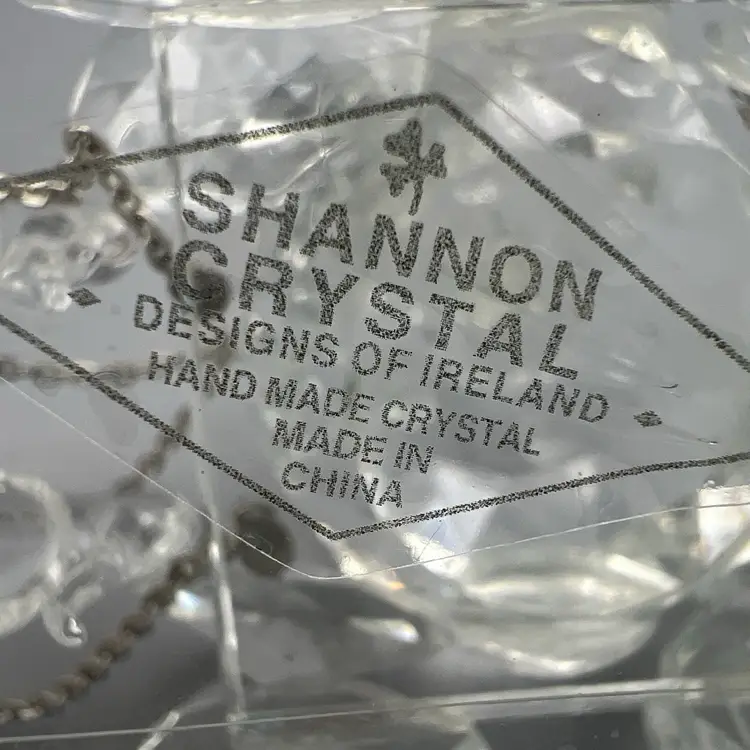 SHANNON
CRYSTAL
DESIGNS OF IRELAND
HAND MADE CRYSTAL
MADE IN
CHINA